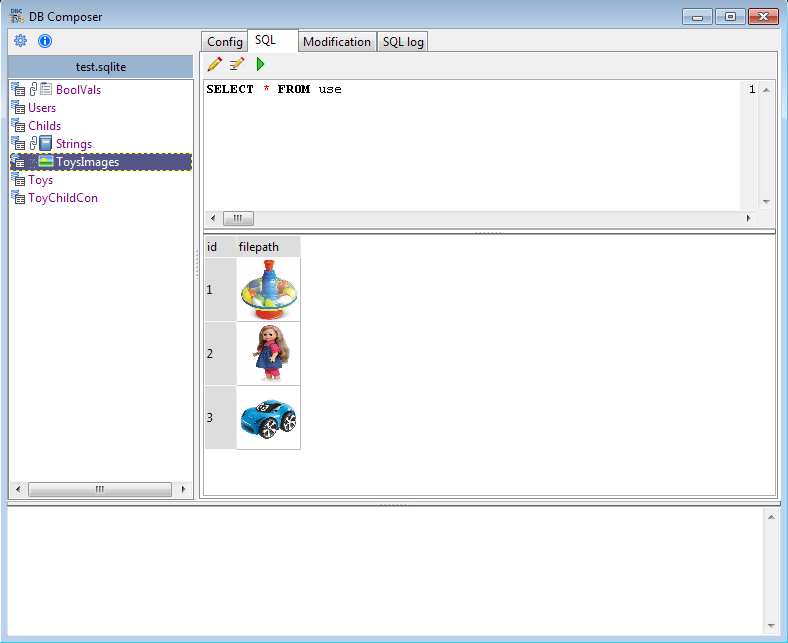 DB Composer
Config SQL Modification SQL log
test.sqlite
BoolVals
Users
Childs
Strings
ToysImages
Toys
ToyChildCon
SELECT * FROM use
1
id filepath
1
2
3